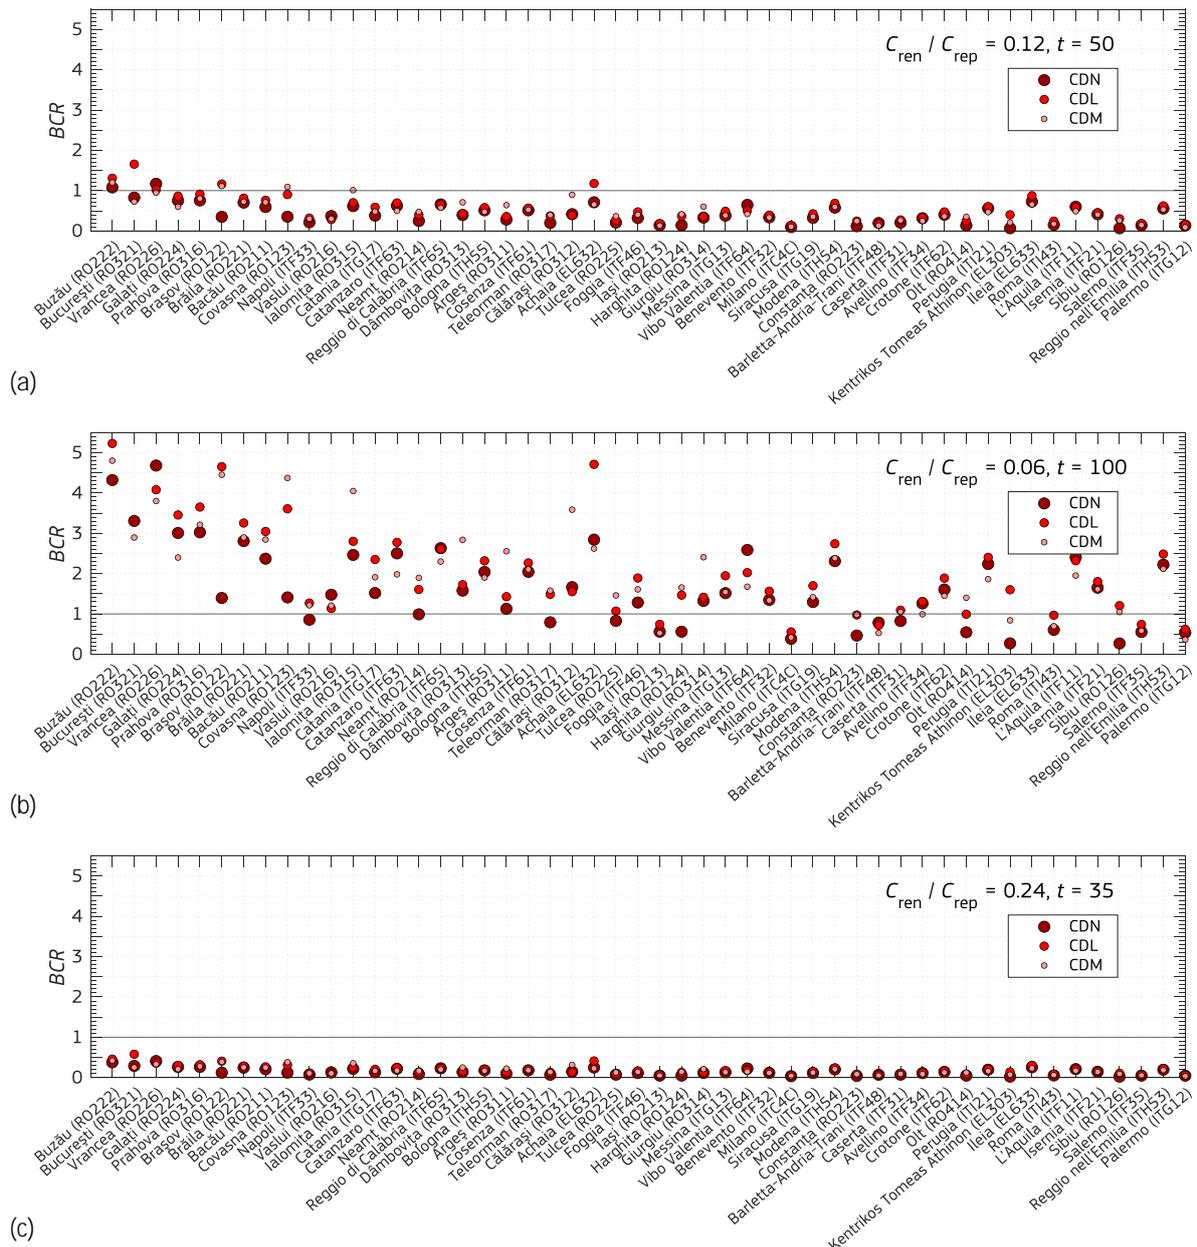 5
4
3
2
1
0
BCR
C_ren / C_rep = 0.12, t = 50
CDN
CDL
CDM
Buzău (RO222)
București (RO321)
Vrancea (RO226)
Galați (RO224)
Prahova (RO316)
Brașov (RO122)
Brăila (RO221)
Bacău (RO211)
Covasna (RO123)
Napoli (ITF33)
Vaslui (RO216)
Ialomița (RO315)
Catania (ITG17)
Catanzaro (ITF63)
Neamț (RO214)
Reggio di Calabria (ITF65)
Dâmbovița (RO313)
Bologna (ITH55)
Argeș (RO311)
Cosenza (ITF61)
Teleorman (RO317)
Călărași (RO312)
Achaia (EL632)
Tulcea (RO225)
Foggia (ITF46)
Iași (RO213)
Harghita (RO124)
Giurgiu (RO314)
Messina (ITG13)
Vibo Valentia (ITF64)
Benevento (ITF32)
Milano (ITC4C)
Siracusa (ITG19)
Modena (ITH54)
Constanța (RO223)
Barletta-Andria-Trani (ITF48)
Caserta (ITF31)
Avellino (ITF34)
Crotone (ITF62)
Olt (RO414)
Perugia (ITI21)
Kentrikos Tomeas Athinon (EL303)
Ileia (EL633)
Roma (ITI43)
L'Aquila (ITF11)
Isernia (ITF21)
Sibiu (RO126)
Salerno (ITF35)
Reggio nell'Emilia (ITH53)
Palermo (ITG12)
(a)
5
4
3
2
1
0
BCR
C_ren / C_rep = 0.06, t = 100
CDN
CDL
CDM
Buzău (RO222)
București (RO321)
Vrancea (RO226)
Galați (RO224)
Prahova (RO316)
Brașov (RO122)
Brăila (RO221)
Bacău (RO211)
Covasna (RO123)
Napoli (ITF33)
Vaslui (RO216)
Ialomița (RO315)
Catania (ITG17)
Catanzaro (ITF63)
Neamț (RO214)
Reggio di Calabria (ITF65)
Dâmbovița (RO313)
Bologna (ITH55)
Argeș (RO311)
Cosenza (ITF61)
Teleorman (RO317)
Călărași (RO312)
Achaia (EL632)
Tulcea (RO225)
Foggia (ITF46)
Iași (RO213)
Harghita (RO124)
Giurgiu (RO314)
Messina (ITG13)
Vibo Valentia (ITF64)
Benevento (ITF32)
Milano (ITC4C)
Siracusa (ITG19)
Modena (ITH54)
Constanța (RO223)
Barletta-Andria-Trani (ITF48)
Caserta (ITF31)
Avellino (ITF34)
Crotone (ITF62)
Olt (RO414)
Perugia (ITI21)
Kentrikos Tomeas Athinon (EL303)
Ileia (EL633)
Roma (ITI43)
L'Aquila (ITF11)
Isernia (ITF21)
Sibiu (RO126)
Salerno (ITF35)
Reggio nell'Emilia (ITH53)
Palermo (ITG12)
(b)
5
4
3
2
1
0
BCR
C_ren / C_rep = 0.24, t = 35
CDN
CDL
CDM
Buzău (RO222)
București (RO321)
Vrancea (RO226)
Galați (RO224)
Prahova (RO316)
Brașov (RO122)
Brăila (RO221)
Bacău (RO211)
Covasna (RO123)
Napoli (ITF33)
Vaslui (RO216)
Ialomița (RO315)
Catania (ITG17)
Catanzaro (ITF63)
Neamț (RO214)
Reggio di Calabria (ITF65)
Dâmbovița (RO313)
Bologna (ITH55)
Argeș (RO311)
Cosenza (ITF61)
Teleorman (RO317)
Călărași (RO312)
Achaia (EL632)
Tulcea (RO225)
Foggia (ITF46)
Iași (RO213)
Harghita (RO124)
Giurgiu (RO314)
Messina (ITG13)
Vibo Valentia (ITF64)
Benevento (ITF32)
Milano (ITC4C)
Siracusa (ITG19)
Modena (ITH54)
Constanța (RO223)
Barletta-Andria-Trani (ITF48)
Caserta (ITF31)
Avellino (ITF34)
Crotone (ITF62)
Olt (RO414)
Perugia (ITI21)
Kentrikos Tomeas Athinon (EL303)
Ileia (EL633)
Roma (ITI43)
L'Aquila (ITF11)
Isernia (ITF21)
Sibiu (RO126)
Salerno (ITF35)
Reggio nell'Emilia (ITH53)
Palermo (ITG12)
(c)